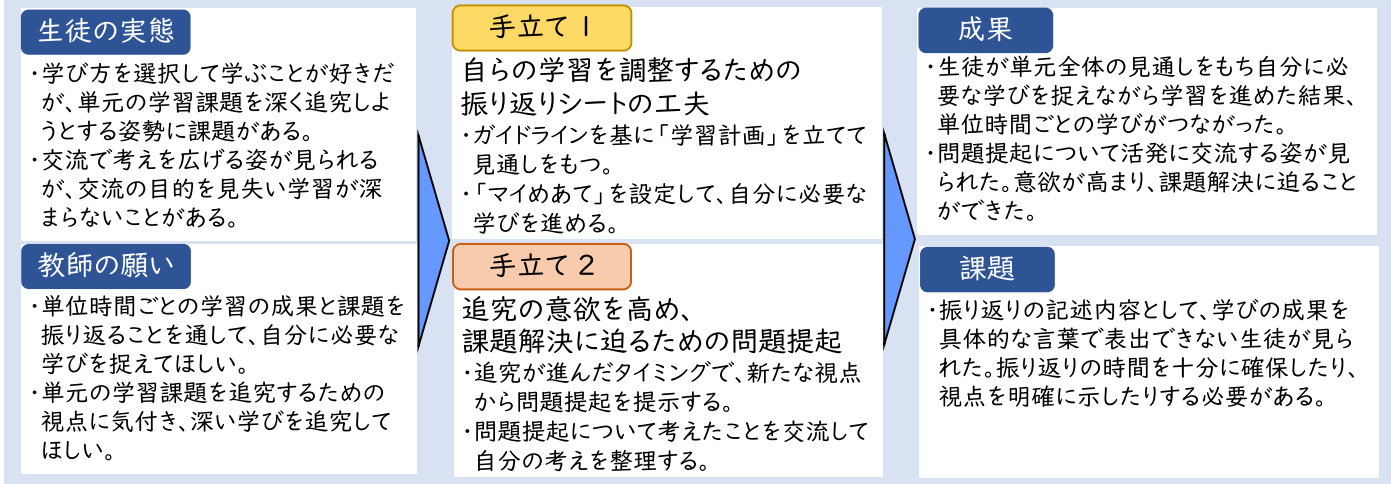 生徒の実態
・学び方を選択して学ぶことが好きだ
が、単元の学習課題を深く追究しよ
うとする姿勢に課題がある。
・交流で考えを広げる姿が見られる
が、交流の目的を見失い学習が深
まらないことがある。
教師の願い
・単位時間ごとの学習の成果と課題を
振り返ることを通して、自分に必要な
学びを捉えてほしい。
・単元の学習課題を追究するための
視点に気付き、深い学びを追究して
ほしい。
手立て1
自らの学習を調整するための
振り返りシートの工夫
・ガイドラインを基に「学習計画」を立てて
見通しをもつ。
・「マイめあて」を設定して、自分に必要な
学びを進める。
手立て2
追究の意欲を高め、
課題解決に迫るための問題提起
・追究が進んだタイミングで、新たな視点
から問題提起を提示する。
・問題提起について考えたことを交流して
自分の考えを整理する。
成果
・生徒が単元全体の見通しをもち自分に必
要な学びを捉えながら学習を進めた結果、
単位時間ごとの学びがつながった。
・問題提起について活発に交流する姿が見
られた。意欲が高まり、課題解決に迫ること
ができた。
課題
・振り返りの記述内容として、学びの成果を
具体的な言葉で表出できない生徒が見ら
れた。振り返りの時間を十分に確保したり、
視点を明確に示したりする必要がある。